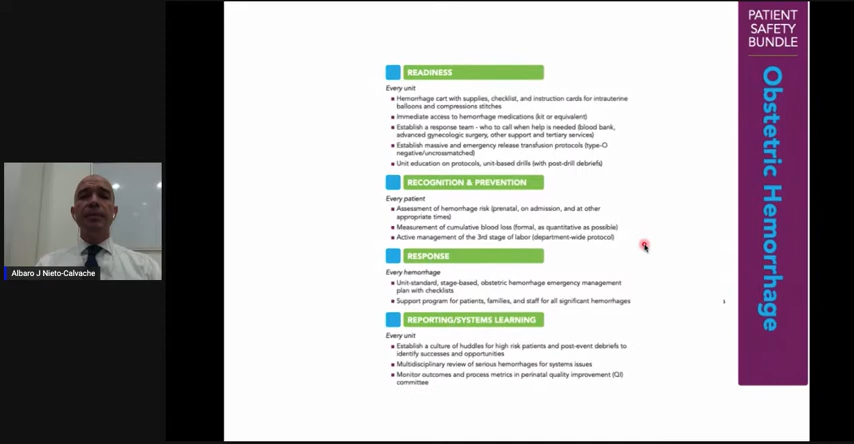 PATIENT
SAFETY
BUNDLE
Obstetric Hemorrhage
READINESS
Every unit
■ Hemorrhage cart with supplies, checklist, and instruction cards for intrauterine
balloons and compressions stitches
■ Immediate access to hemorrhage medications (kit or equivalent)
■ Establish a response team - who to call when help is needed (blood bank,
advanced gynecologic surgery, other support and tertiary services)
■ Establish massive and emergency release transfusion protocols (type-O
negative/uncrossmatched)
■ Unit education on protocols, unit-based drills (with post-drill debriefs)
RECOGNITION & PREVENTION
Every patient
■ Assessment of hemorrhage risk (prenatal, on admission, and at other
appropriate times)
■ Measurement of cumulative blood loss (formal, as quantitative as possible)
■ Active management of the 3rd stage of labor (department-wide protocol)
RESPONSE
Every hemorrhage
■ Unit-standard, stage-based, obstetric hemorrhage emergency management
plan with checklists
■ Support program for patients, families, and staff for all significant hemorrhages
REPORTING/SYSTEMS LEARNING
Every unit
■ Establish a culture of huddles for high risk patients and post-event debriefs to
identify successes and opportunities
■ Multidisciplinary review of serious hemorrhages for systems issues
■ Monitor outcomes and process metrics in perinatal quality improvement (QI)
committee
Albaro J Nieto-Calvache